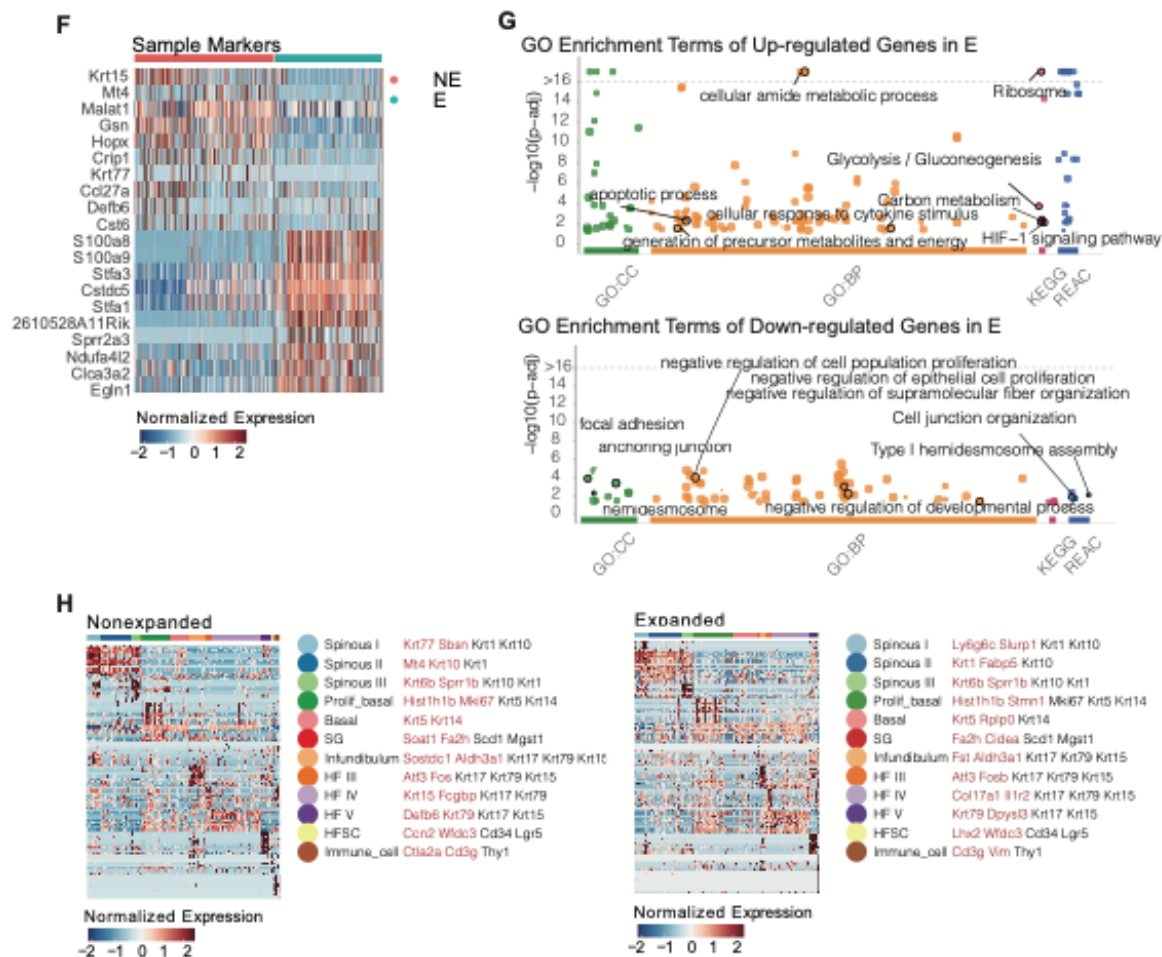 F
Sample Markers
Krt15
Mt4
Malat1
Gsn
Hopx
Crip1
Krt77
Ccl27a
Defb6
Cst6
S100a8
S100a9
Stfa3
Cstdc5
Stfa1
2610528A11Rik
Sprr2a3
Ndufa4l2
Clca3a2
Egln1
NE
E
Normalized Expression
−2 −1 0 1 2
G
GO Enrichment Terms of Up-regulated Genes in E
−log10(p−adj)
>16
14
12
10
8
6
4
2
0
cellular amide metabolic process
Ribosome
Glycolysis / Gluconeogenesis
apoptotic process
Carbon metabolism
cellular response to cytokine stimulus
generation of precursor metabolites and energy
HIF−1 signaling pathway
GO:CC
GO:BP
KEGG
REAC
GO Enrichment Terms of Down-regulated Genes in E
−log10(p−adj)
>16
14
12
10
8
6
4
2
0
negative regulation of cell population proliferation
negative regulation of epithelial cell proliferation
negative regulation of supramolecular fiber organization
focal adhesion
Cell junction organization
anchoring junction
Type I hemidesmosome assembly
hemidesmosome
negative regulation of developmental process
GO:CC
GO:BP
KEGG
REAC
H
Nonexpanded
Spinous I Krt77 Sbsn Krt1 Krt10
Spinous II Mt4 Krt10 Krt1
Spinous III Krt6b Sprr1b Krt10 Krt1
Prolif_basal Hist1h1b Mki67 Krt5 Krt14
Basal Krt5 Krt14
SG Soat1 Fa2h Scd1 Mgst1
Infundibulum Sostdc1 Aldh3a1 Krt17 Krt79 Krt15
HF III Atf3 Fos Krt17 Krt79 Krt15
HF IV Krt15 Fcgbp Krt17 Krt79
HF V Defb6 Krt79 Krt17 Krt15
HFSC Ccn2 Wfdc3 Cd34 Lgr5
Immune_cell Ctla2a Cd3g Thy1
Normalized Expression
−2 −1 0 1 2
Expanded
Spinous I Ly6g6c Slurp1 Krt1 Krt10
Spinous II Krt1 Fabp5 Krt10
Spinous III Krt6b Sprr1b Krt10 Krt1
Prolif_basal Hist1h1b Stmn1 Mki67 Krt5 Krt14
Basal Krt5 Rplp0 Krt14
SG Fa2h Cidea Scd1 Mgst1
Infundibulum Fst Aldh3a1 Krt17 Krt79 Krt15
HF III Atf3 Fosb Krt17 Krt79 Krt15
HF IV Col17a1 Il1r2 Krt17 Krt79 Krt15
HF V Krt79 Dpysl3 Krt17 Krt15
HFSC Lhx2 Wfdc3 Cd34 Lgr5
Immune_cell Cd3g Vim Thy1
Normalized Expression
−2 −1 0 1 2